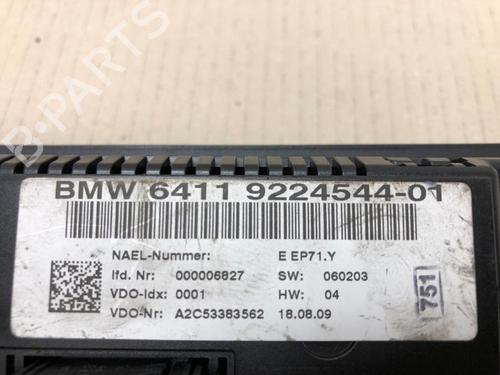 B-PARTS
BMW 6411 9224544-01
NAEL-Nummer: E EP71.Y
lfd. Nr: 000006827 SW: 060203
VDO-Idx: 0001 HW: 04
VDO-Nr: A2C53383562 18.08.09
751